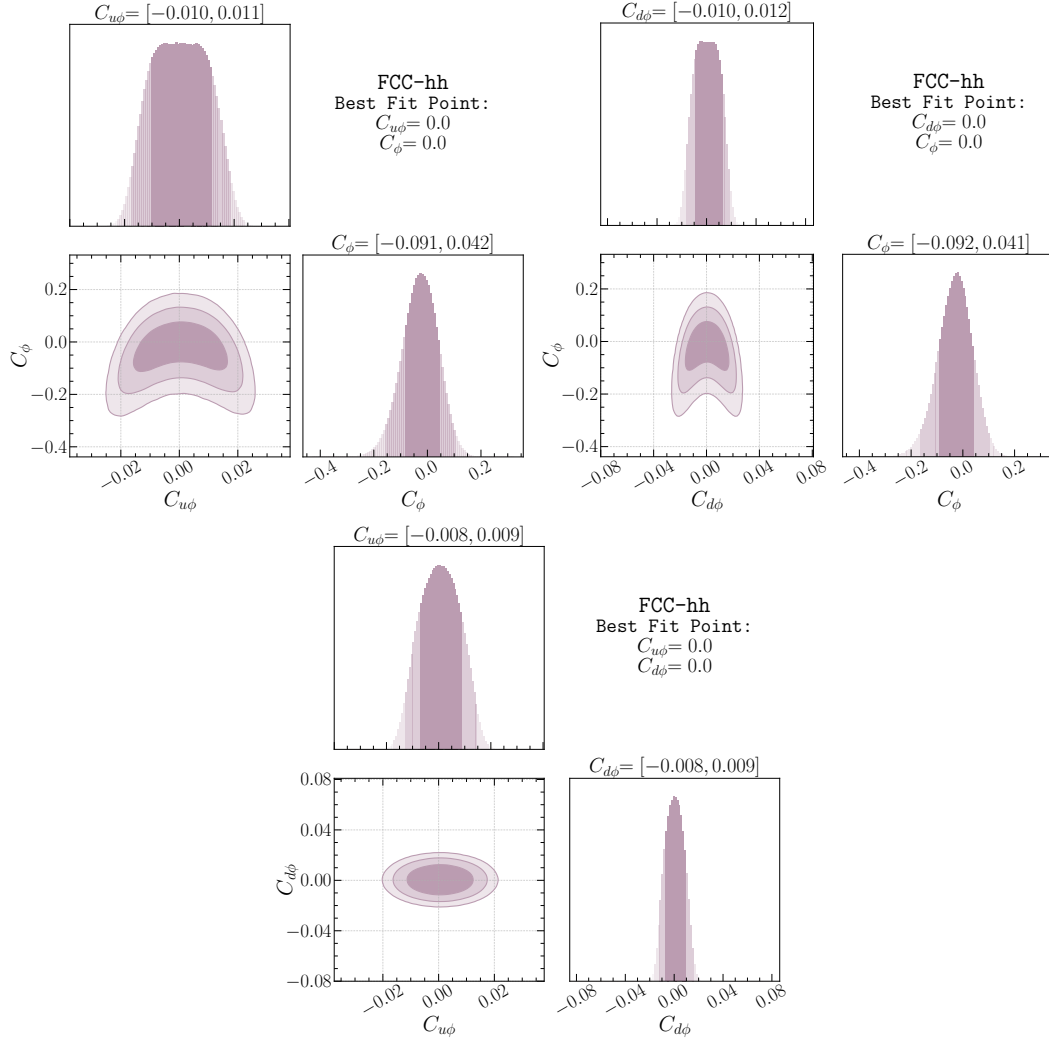 C_{uϕ}= [−0.010, 0.011]
FCC-hh
Best Fit Point:
C_{uϕ}= 0.0
C_ϕ= 0.0
C_ϕ= [−0.091, 0.042]
C_ϕ
0.2
0.0
−0.2
−0.4
−0.02
0.00
0.02
C_{uϕ}
−0.4
−0.2
0.0
0.2
C_ϕ
C_{dϕ}= [−0.010, 0.012]
FCC-hh
Best Fit Point:
C_{dϕ}= 0.0
C_ϕ= 0.0
C_ϕ= [−0.092, 0.041]
C_ϕ
0.2
0.0
−0.2
−0.4
−0.08
−0.04
0.00
0.04
0.08
C_{dϕ}
−0.4
−0.2
0.0
0.2
C_ϕ
C_{uϕ}= [−0.008, 0.009]
FCC-hh
Best Fit Point:
C_{uϕ}= 0.0
C_{dϕ}= 0.0
C_{dϕ}= [−0.008, 0.009]
C_{dϕ}
0.08
0.04
0.00
−0.04
−0.08
−0.02
0.00
0.02
C_{uϕ}
−0.08
−0.04
0.00
0.04
0.08
C_{dϕ}